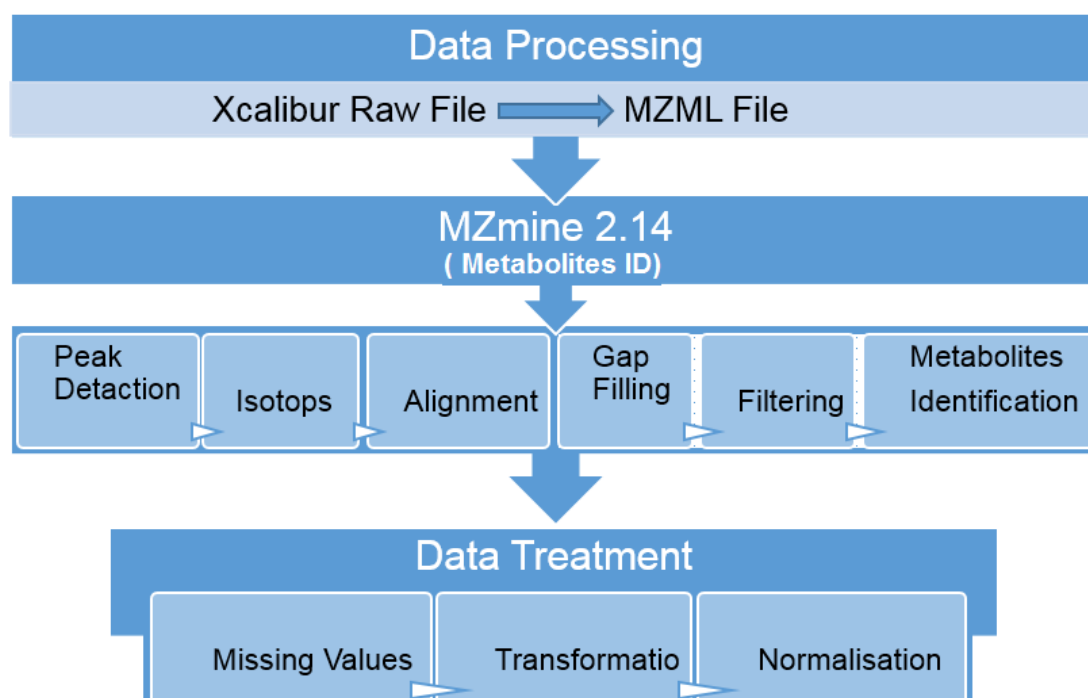 Data Processing
Xcalibur Raw File MZML File
MZmine 2.14
( Metabolites ID)
Peak
Detaction
Isotops
Alignment
Gap
Filling
Filtering
Metabolites
Identification
Data Treatment
Missing Values
Transformatio
Normalisation